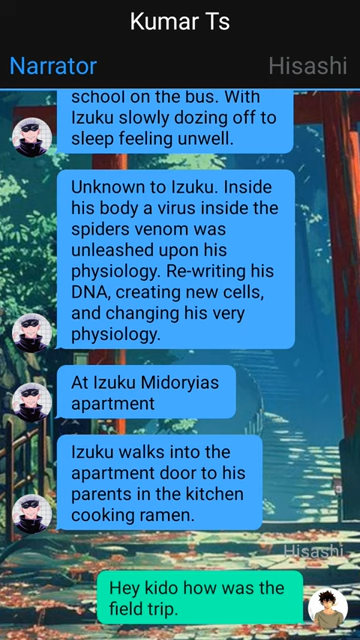 Kumar Ts
Narrator
Hisashi
school on the bus. With
Izuku slowly dozing off to
sleep feeling unwell.
Unknown to Izuku. Inside
his body a virus inside the
spiders venom was
unleashed upon his
physiology. Re-writing his
DNA, creating new cells,
and changing his very
physiology.
At Izuku Midoryias
apartment
Izuku walks into the
apartment door to his
parents in the kitchen
cooking ramen.
Hisashi
Hey kido how was the
field trip.